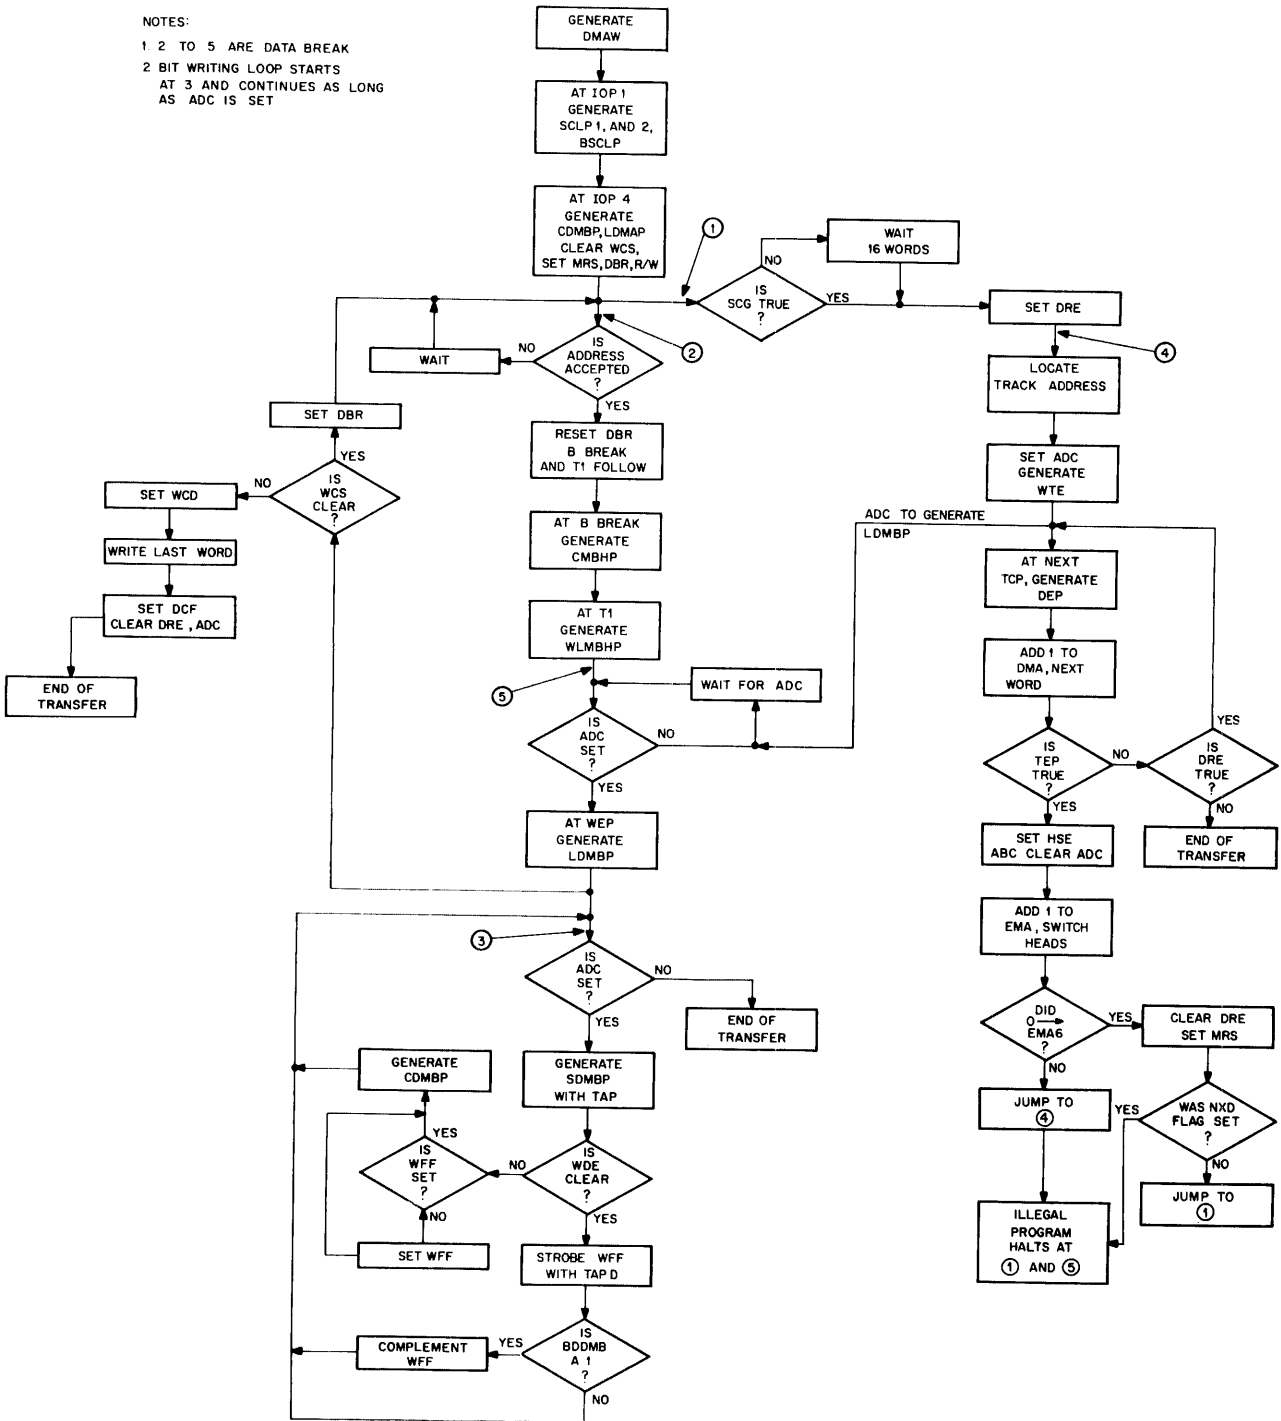 NOTES:
1. 2 TO 5 ARE DATA BREAK
2 BIT WRITING LOOP STARTS
AT 3 AND CONTINUES AS LONG
AS ADC IS SET
GENERATE
DMAW
AT IOP 1
GENERATE
SCLP 1, AND 2,
BSCLP
AT IOP 4
GENERATE
CDMBP, LDMAP
CLEAR WCS,
SET MRS, DBR, R/W
1
IS
SCG TRUE
?
NO
YES
WAIT
16 WORDS
SET DRE
4
LOCATE
TRACK ADDRESS
SET ADC
GENERATE
WTE
ADC TO GENERATE
LDMBP
AT NEXT
TCP, GENERATE
DEP
ADD 1 TO
DMA, NEXT
WORD
IS
TEP
TRUE
?
NO
YES
IS
DRE
TRUE
?
YES
NO
END OF
TRANSFER
SET HSE
ABC CLEAR ADC
ADD 1 TO
EMA, SWITCH
HEADS
DID
0 →
EMA6
?
YES
NO
CLEAR DRE
SET MRS
WAS NXD
FLAG SET
?
YES
NO
JUMP TO
1
JUMP TO
4
ILLEGAL
PROGRAM
HALTS AT
1 AND 5
2
IS
ADDRESS
ACCEPTED
?
NO
YES
WAIT
SET DBR
YES
IS
WCS
CLEAR
?
NO
SET WCD
WRITE LAST WORD
SET DCF
CLEAR DRE, ADC
END OF
TRANSFER
RESET DBR
B BREAK
AND T1 FOLLOW
AT B BREAK
GENERATE
CMBHP
AT T1
GENERATE
WLMBHP
5
WAIT FOR ADC
IS
ADC
SET
?
NO
YES
AT WEP
GENERATE
LDMBP
3
IS
ADC
SET
?
NO
YES
END OF
TRANSFER
GENERATE
SDMBP
WITH TAP
GENERATE
CDMBP
YES
IS
WFF
SET
?
NO
SET WFF
IS
WDE
CLEAR
?
NO
YES
STROBE WFF
WITH TAP D
IS
BDDMB
A 1
?
YES
NO
COMPLEMENT
WFF